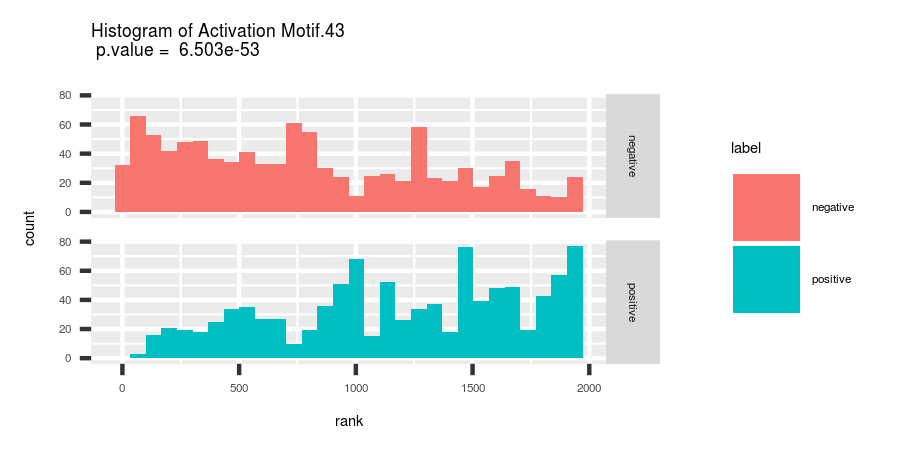 Histogram of Activation Motif.43
p.value = 6.503e-53
80
60
40
20
0
negative
count
80
60
40
20
0
positive
0 500 1000 1500 2000
rank
label
negative
positive